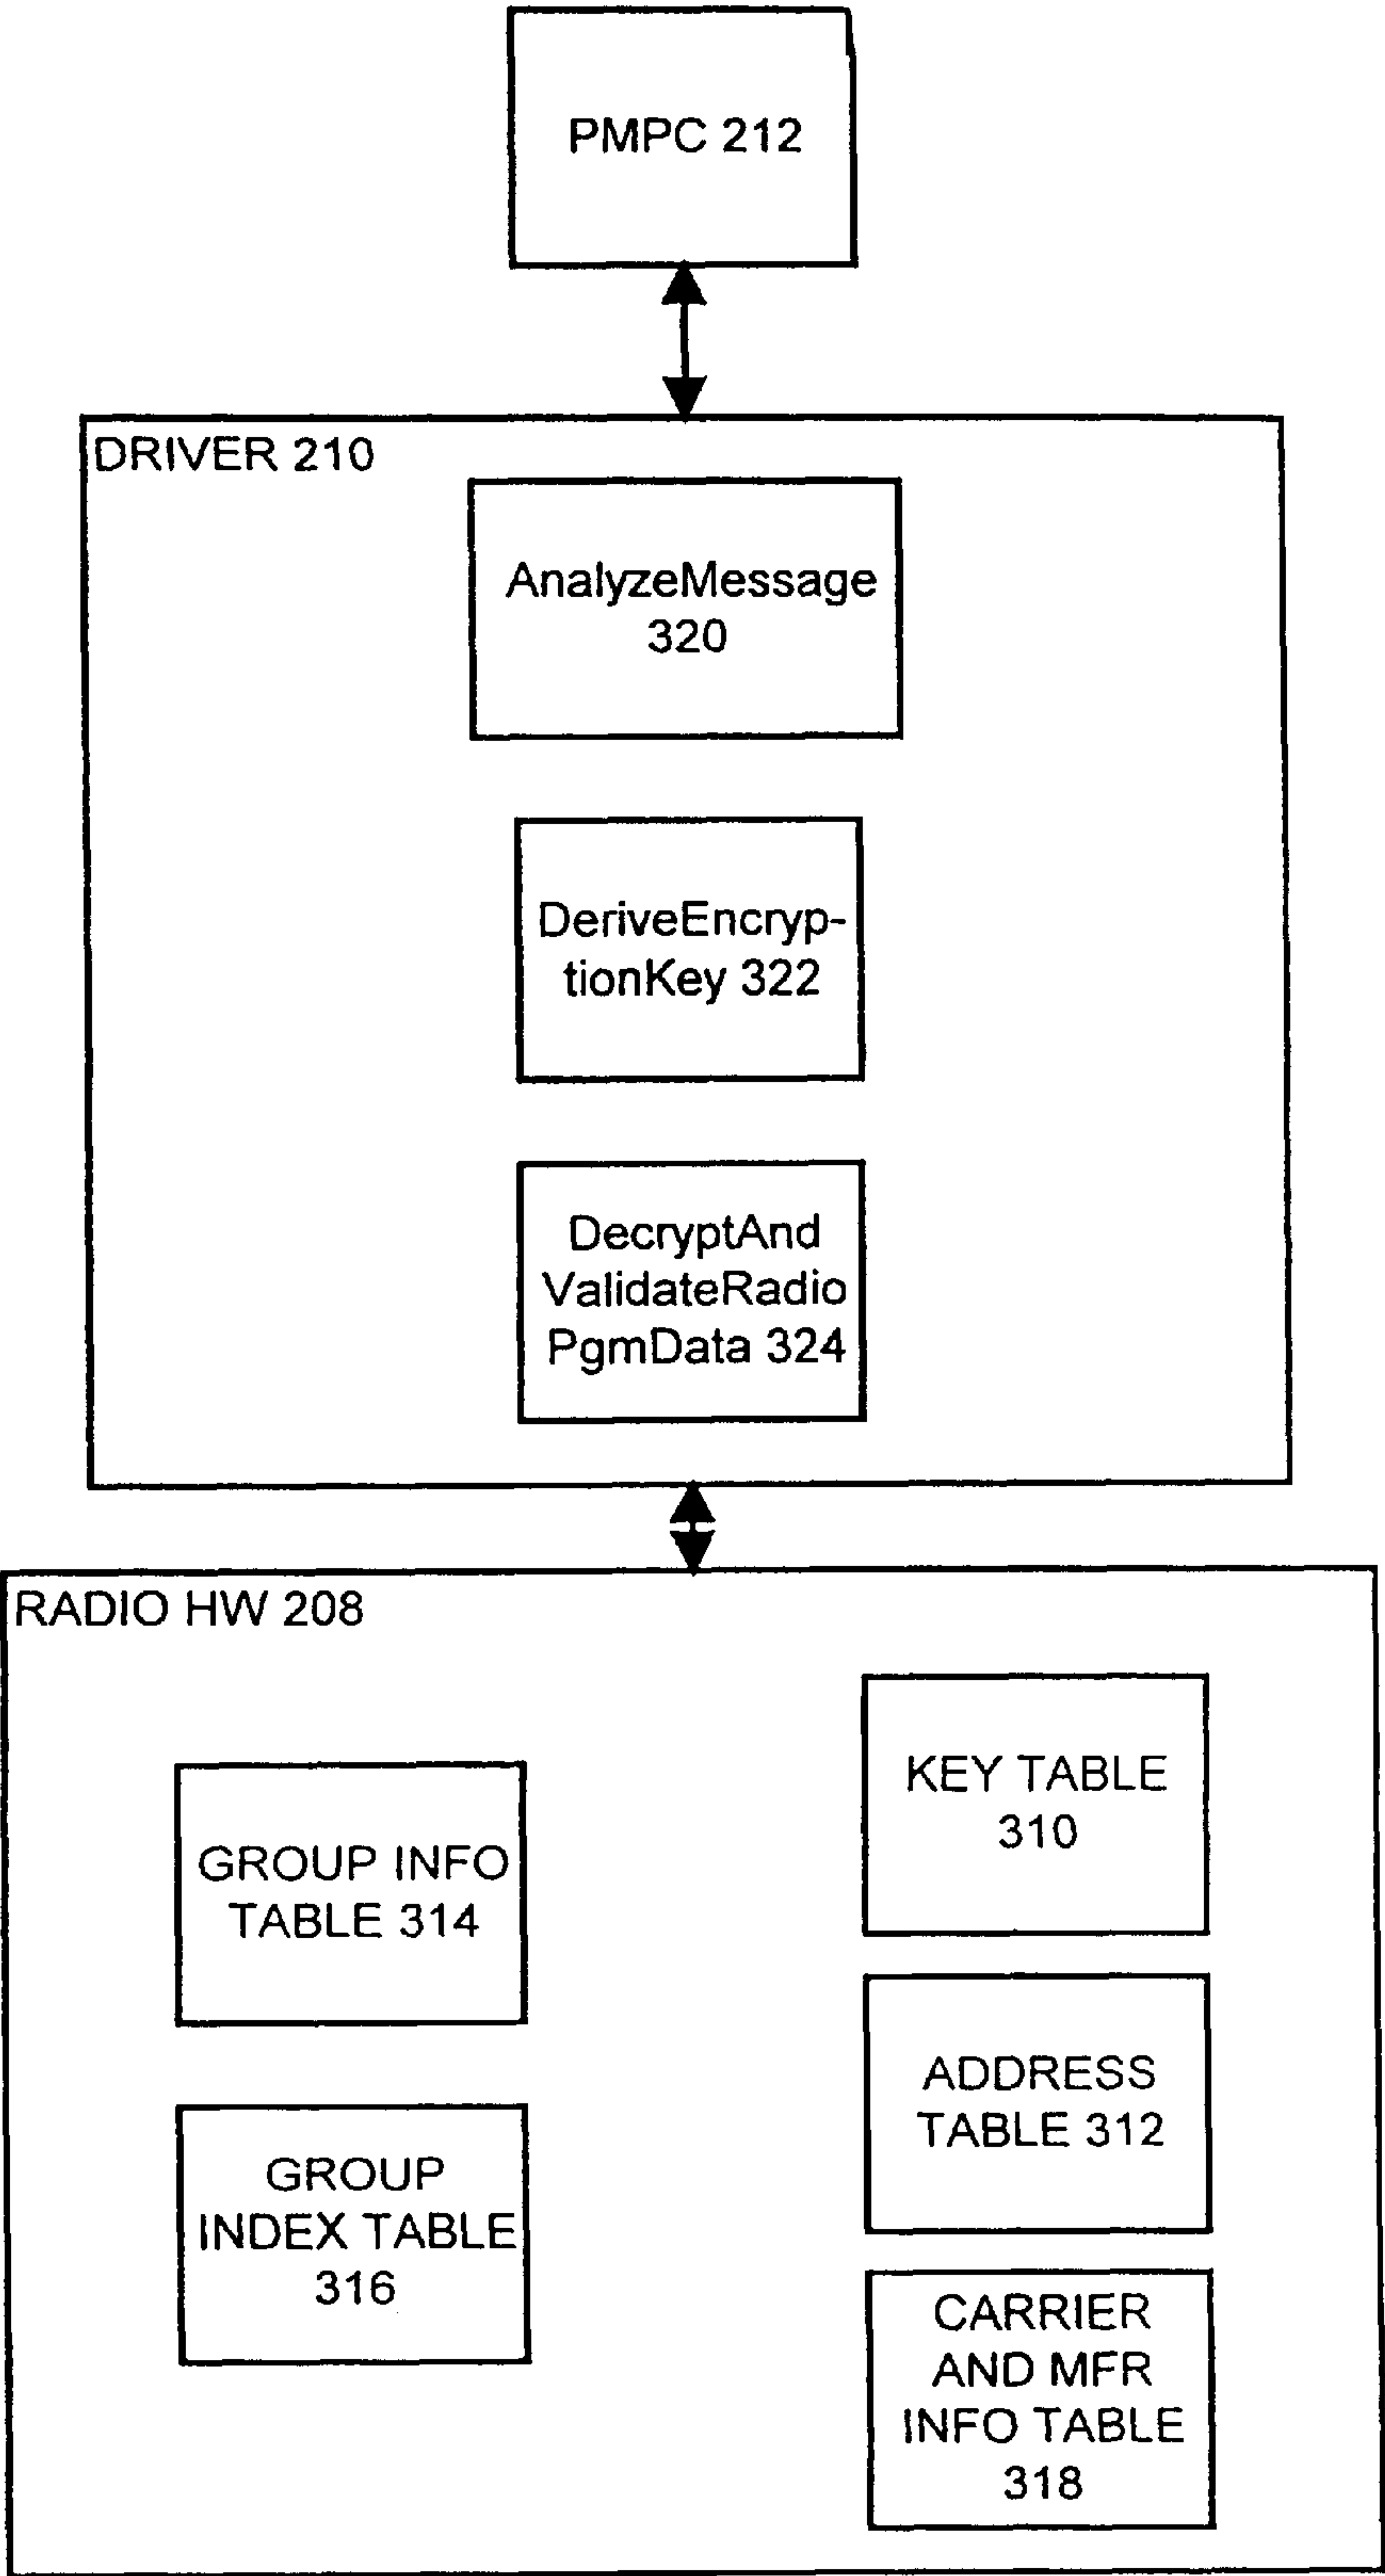 PMPC 212
DRIVER 210
AnalyzeMessage
320
DeriveEncryp-
tionKey 322
DecryptAnd
ValidateRadio
PgmData 324
RADIO HW 208
GROUP INFO
TABLE 314
GROUP
INDEX TABLE
316
KEY TABLE
310
ADDRESS
TABLE 312
CARRIER
AND MFR
INFO TABLE
318